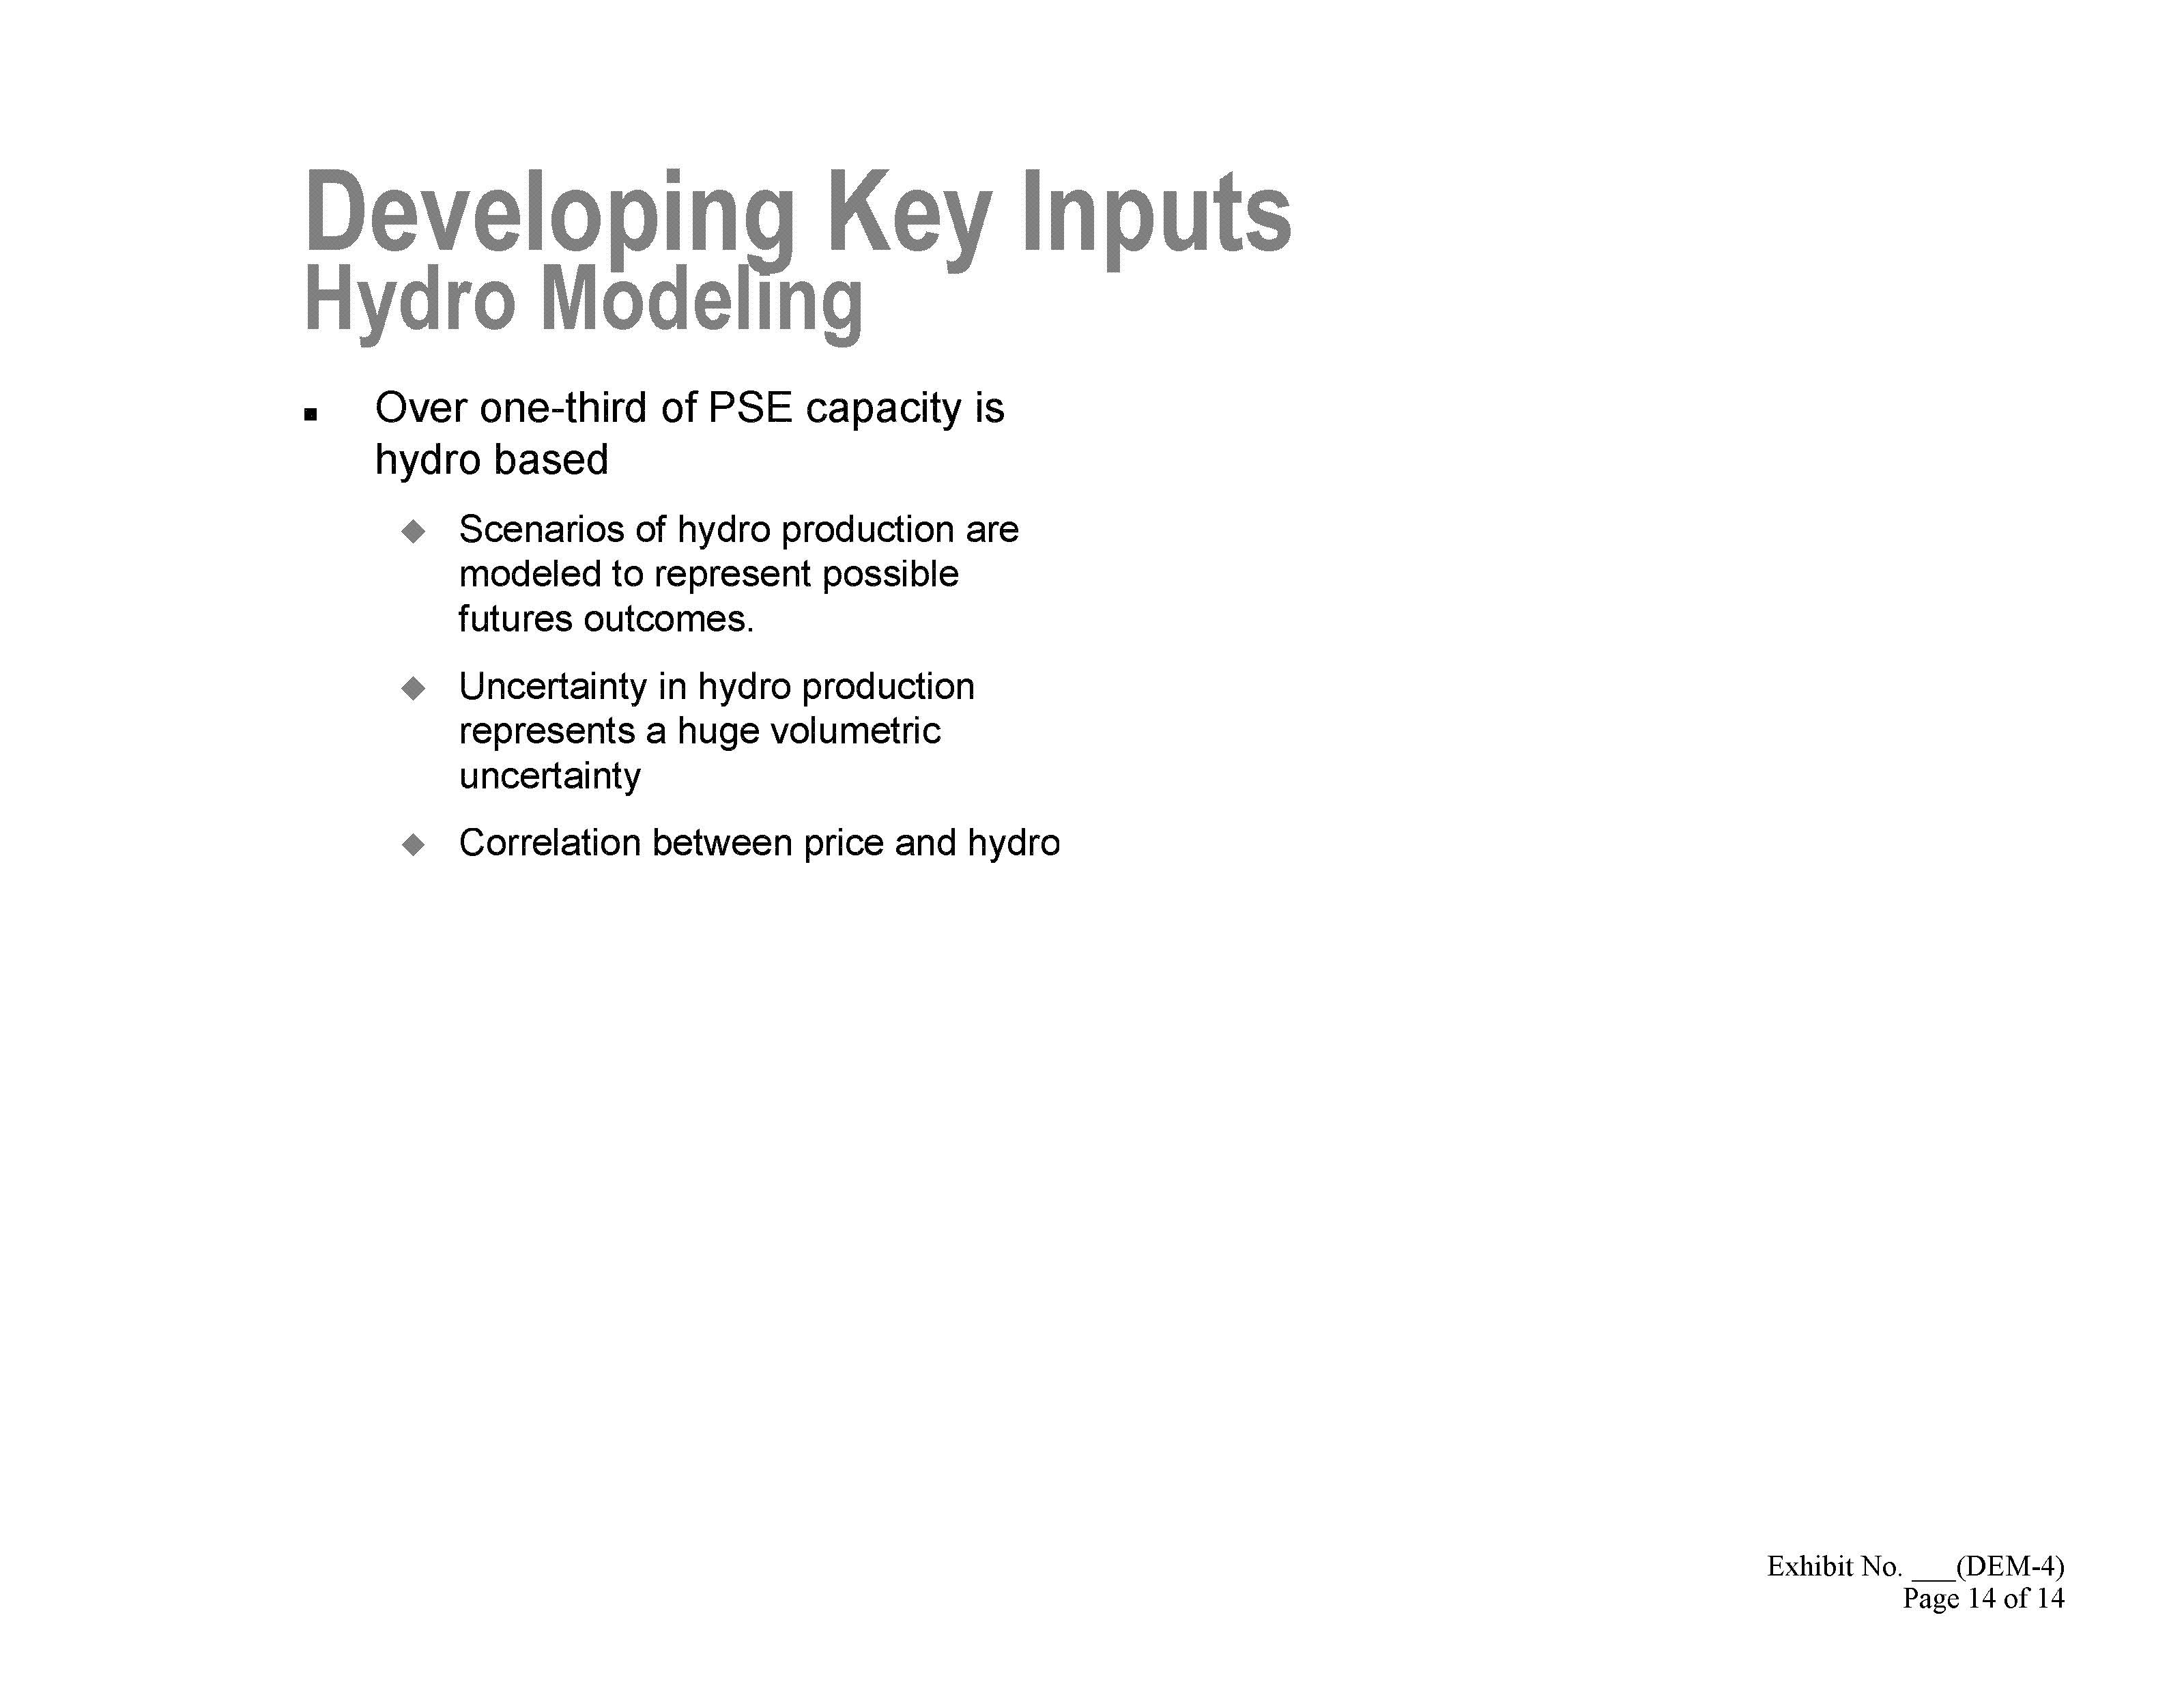 Developing Key Inputs
Hydro Modeling
Over one-third of PSE capacity is
hydro based
Scenarios of hydro production are
modeled to represent possible
futures outcomes.
Uncertainty in hydro production
represents a huge volumetric
uncertainty
Correlation between price and hydro
Exhibit No. ___(DEM-4)
Page 14 of 14